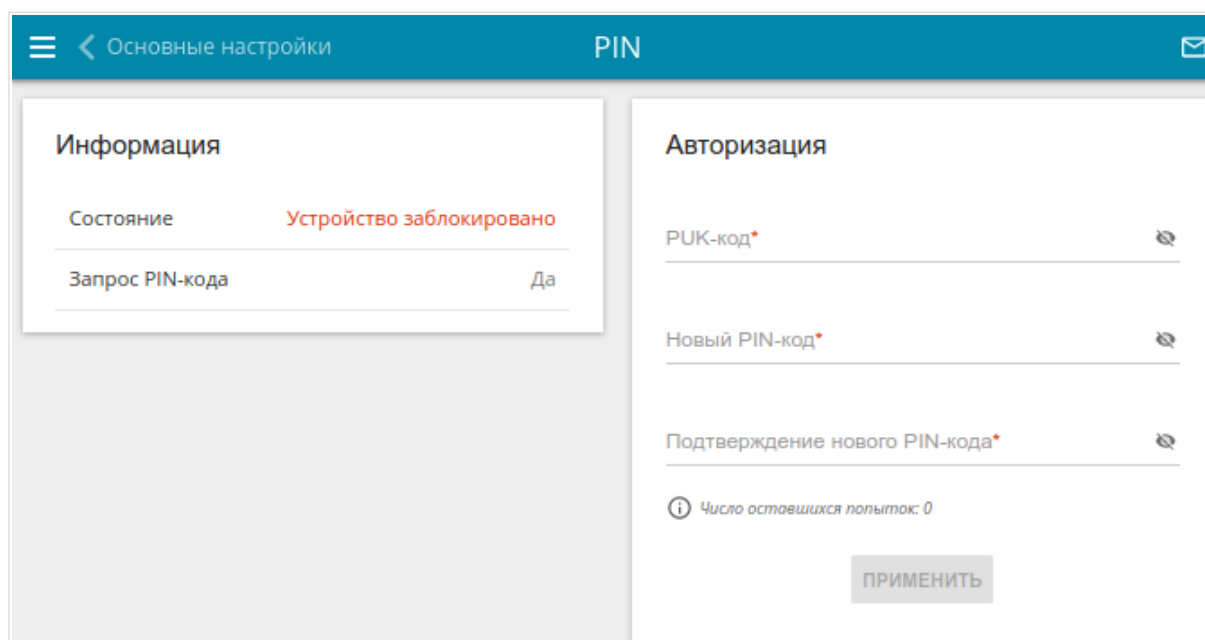 Основные настройки
PIN
Информация
Состояние Устройство заблокировано
Запрос PIN-кода Да
Авторизация
PUK-код*
Новый PIN-код*
Подтверждение нового PIN-кода*
Число оставшихся попыток: 0
ПРИМЕНИТЬ